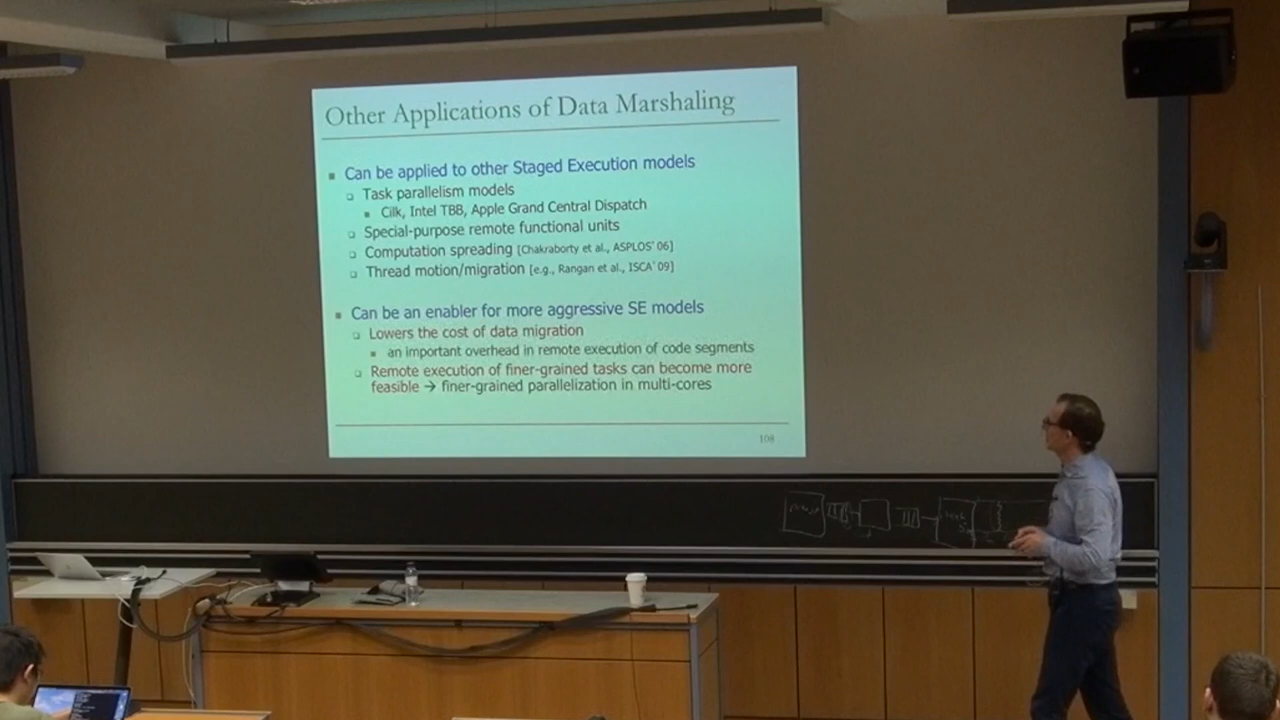 Other Applications of Data Marshaling
Can be applied to other Staged Execution models
Task parallelism models
Cilk, Intel TBB, Apple Grand Central Dispatch
Special-purpose remote functional units
Computation spreading [Chakraborty et al., ASPLOS'06]
Thread motion/migration [e.g., Rangan et al., ISCA'09]
Can be an enabler for more aggressive SE models
Lowers the cost of data migration
an important overhead in remote execution of code segments
Remote execution of finer-grained tasks can become more
feasible → finer-grained parallelization in multi-cores
108